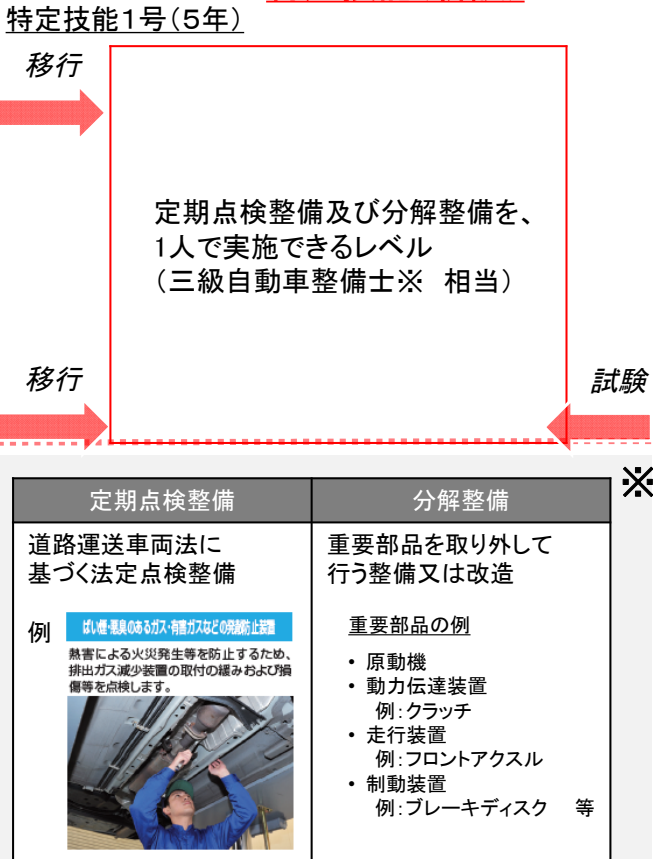 特定技能1号(5年)
移行
定期点検整備及び分解整備を、
1人で実施できるレベル
(三級自動車整備士※ 相当)
移行
試験
※
定期点検整備
分解整備
道路運送車両法に
基づく法定点検整備
例
ばい煙・悪臭のあるガス・有害ガスなどの発散防止装置
熱害による火災発生等を防止するため、
排出ガス減少装置の取付の緩みおよび損
傷等を点検します。
重要部品を取り外して
行う整備又は改造
重要部品の例
• 原動機
• 動力伝達装置
例:クラッチ
• 走行装置
例:フロントアクスル
• 制動装置
例:ブレーキディスク 等